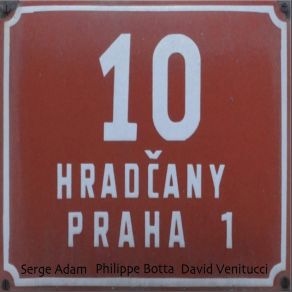 10
HRADČANY
PRAHA 1
Serge Adam Philippe Botta David Venitucci